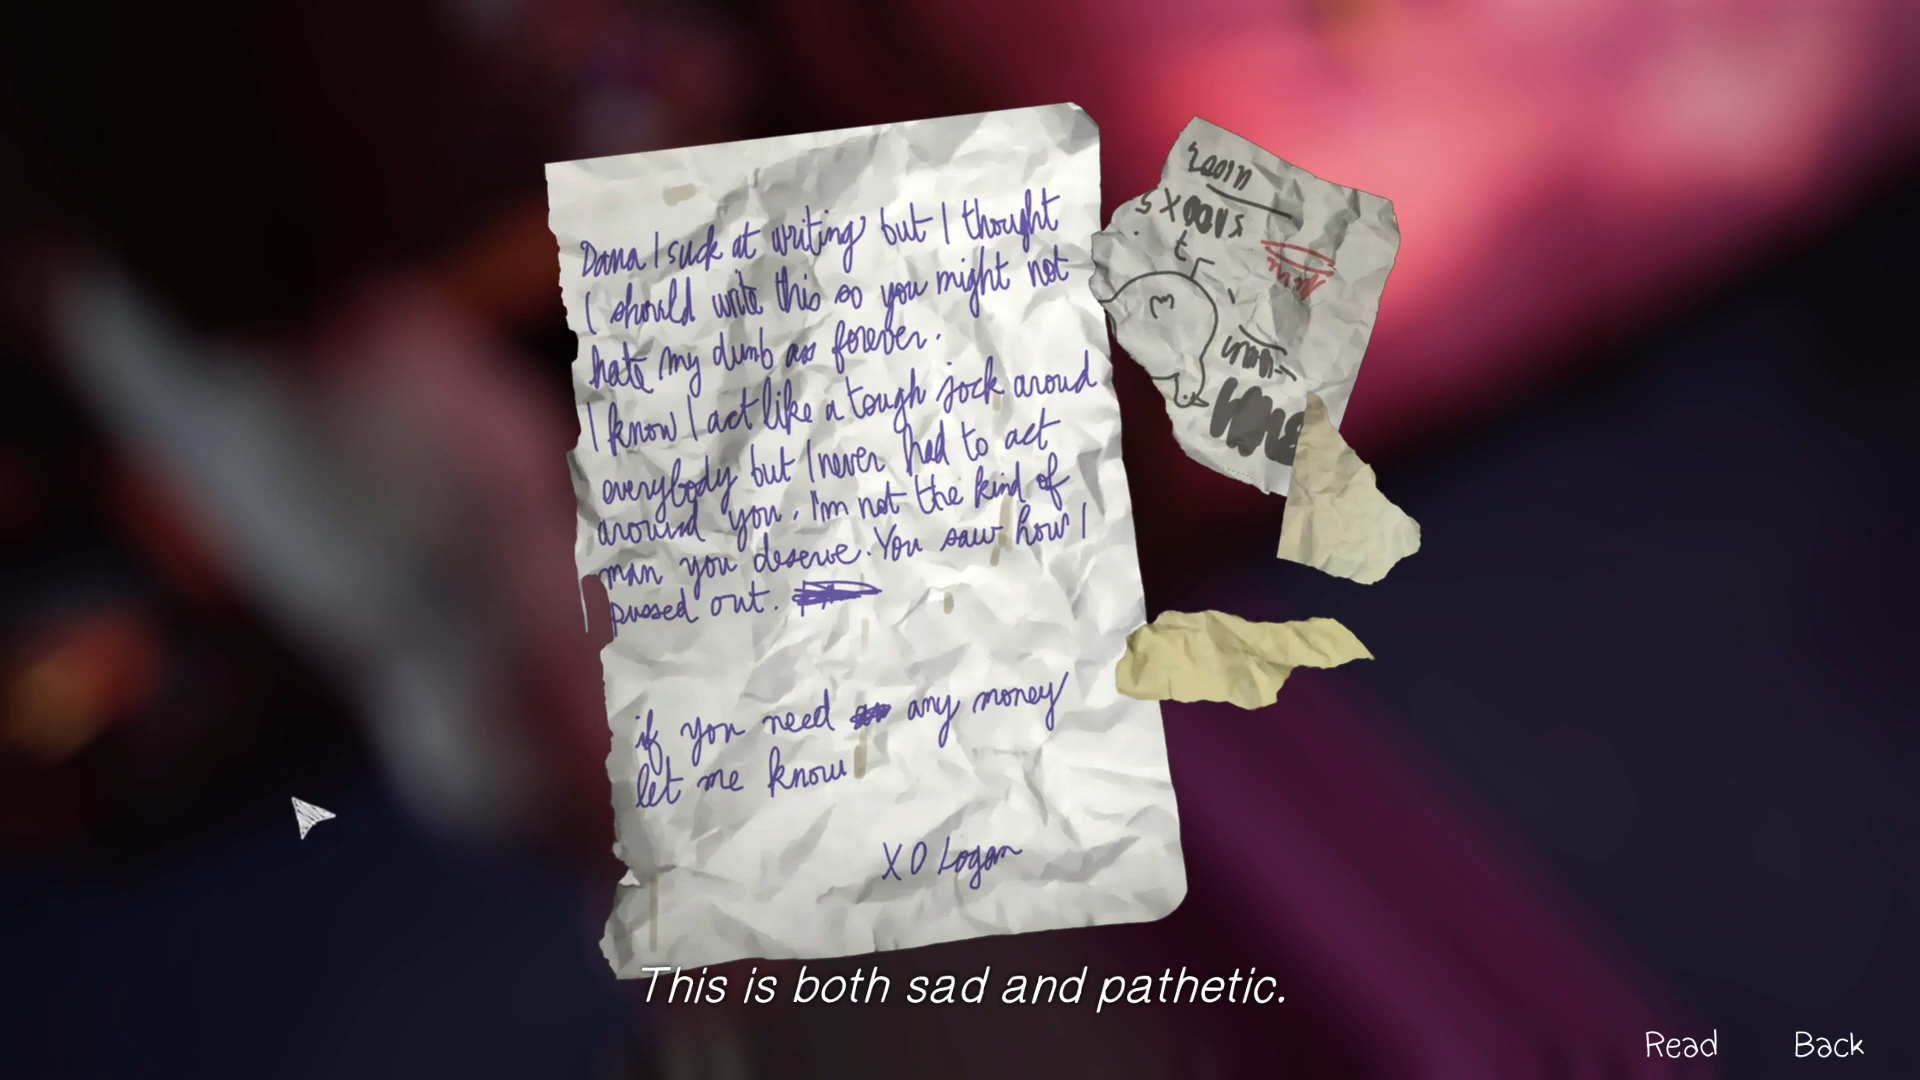 Dana I suck at writing but I thought
I should write this so you might not
hate my dumb ass forever.
I know I act like a tough jock aroud
everybody but I never had to act
around you. I'm not the kind of
man you deserve. You saw how I
pussed out.
if you need any money
let me know
XO Logan
This is both sad and pathetic.
Read Back